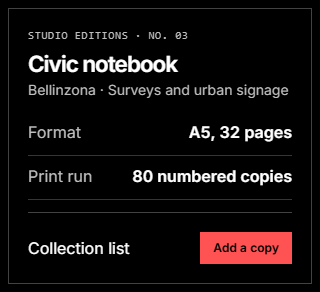 STUDIO EDITIONS · NO. 03
Civic notebook
Bellinzona · Surveys and urban signage
Format A5, 32 pages
Print run 80 numbered copies
Collection list Add a copy